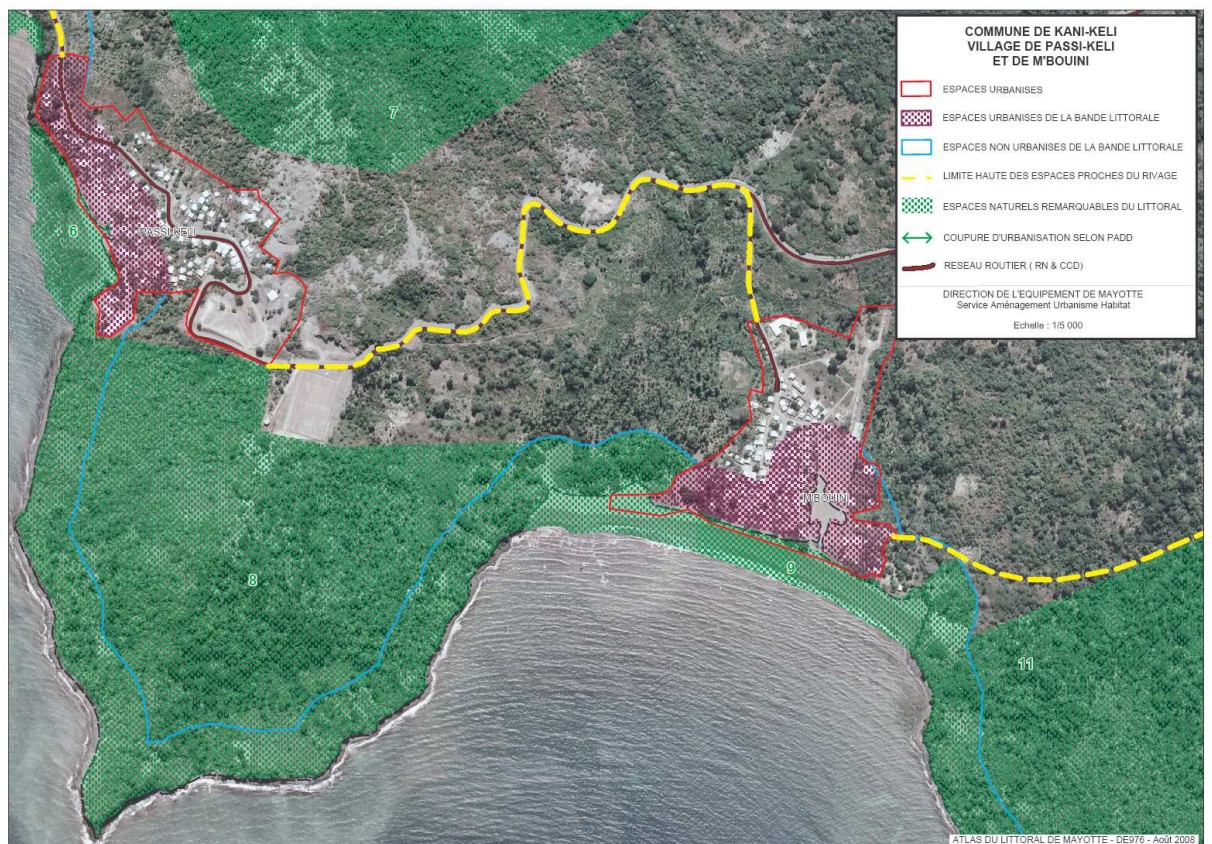 COMMUNE DE KANI-KELI
VILLAGE DE PASSI-KELI
ET DE M'BOUINI
ESPACES URBANISES
ESPACES URBANISES DE LA BANDE LITTORALE
ESPACES NON URBANISES DE LA BANDE LITTORALE
LIMITE HAUTE DES ESPACES PROCHES DU RIVAGE
ESPACES NATURELS REMARQUABLES DU LITTORAL
COUPURE D'URBANISATION SELON PADD
RESEAU ROUTIER ( RN & CCD)
DIRECTION DE L'EQUIPEMENT DE MAYOTTE
Service Aménagement Urbanisme Habitat
Echelle : 1/5 000
7
6
PASSI-KELI
MBOUINI
9
8
11
ATLAS DU LITTORAL DE MAYOTTE - DE976 - Août 2008